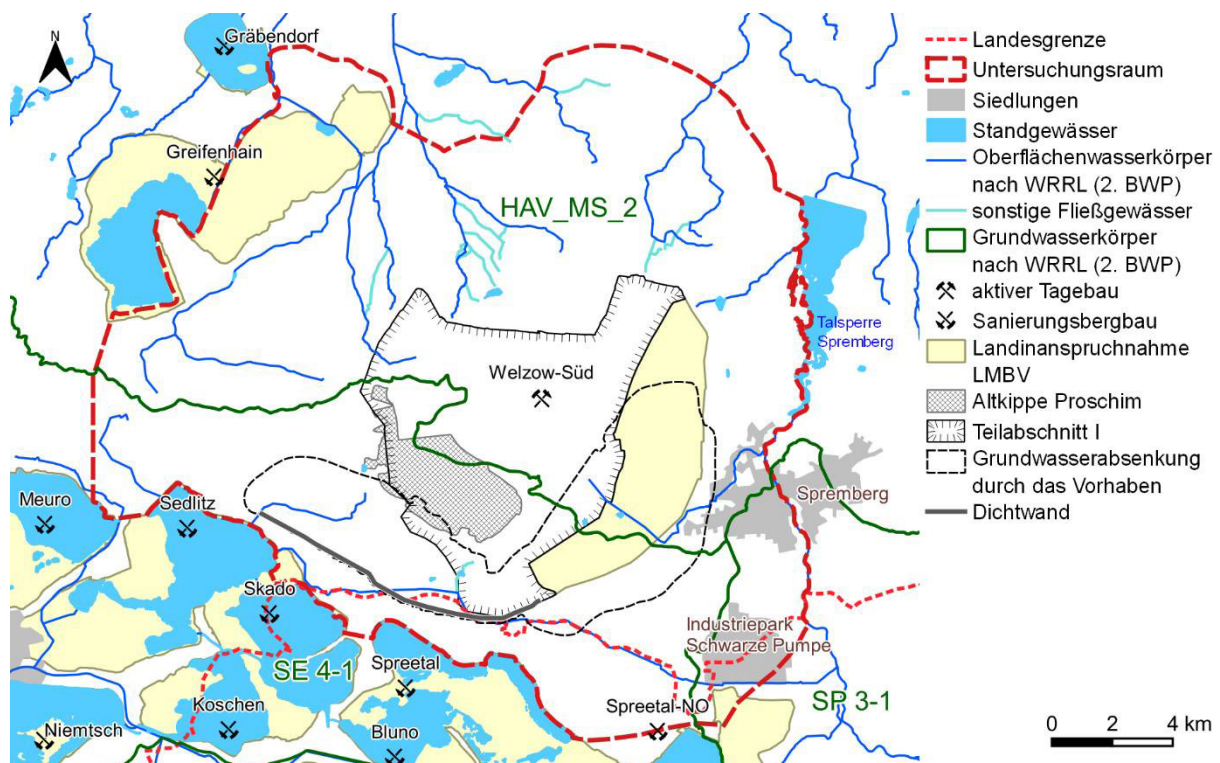 N
Gräbendorf
Greifenhain
HAV_MS_2
Talsperre
Spremberg
Welzow-Süd
Meuro
Sedlitz
Spremberg
Skado
Industriepark
Schwarze Pumpe
SE 4-1
Spreetal
Koschen
Spreetal-NO
SP 3-1
Niemtsch
Bluno
Landesgrenze
Untersuchungsraum
Siedlungen
Standgewässer
Oberflächenwasserkörper
nach WRRL (2. BWP)
sonstige Fließgewässer
Grundwasserkörper
nach WRRL (2. BWP)
aktiver Tagebau
Sanierungsbergbau
Landinanspruchnahme
LMBV
Altkippe Proschim
Teilabschnitt I
Grundwasserabsenkung
durch das Vorhaben
Dichtwand
0 2 4 km